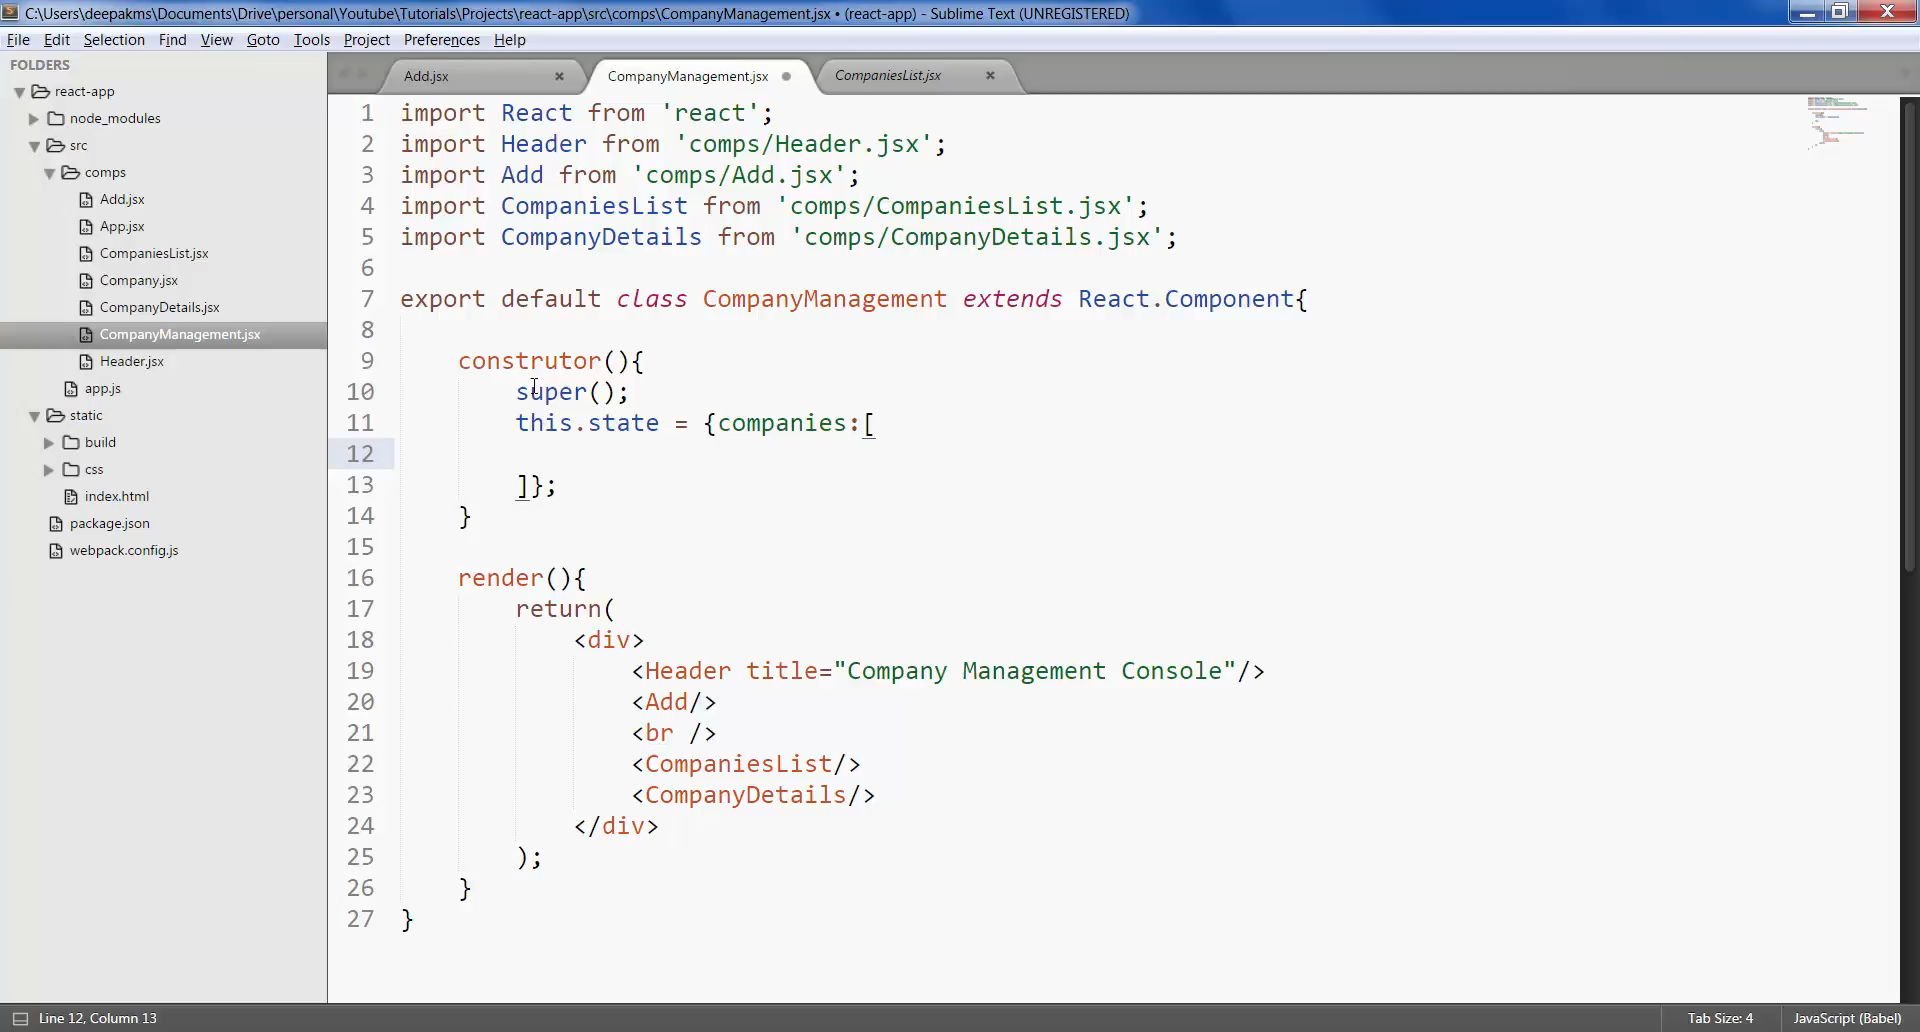 C:\Users\deepakms\Documents\Drive\personal\Youtube\Tutorials\Projects\react-app\src\comps\CompanyManagement.jsx • (react-app) - Sublime Text (UNREGISTERED)
File Edit Selection Find View Goto Tools Project Preferences Help
FOLDERS
react-app
node_modules
src
comps
Add.jsx
App.jsx
CompaniesList.jsx
Company.jsx
CompanyDetails.jsx
CompanyManagement.jsx
Header.jsx
app.js
static
build
css
index.html
package.json
webpack.config.js
Add.jsx CompanyManagement.jsx CompaniesList.jsx
1 import React from 'react';
2 import Header from 'comps/Header.jsx';
3 import Add from 'comps/Add.jsx';
4 import CompaniesList from 'comps/CompaniesList.jsx';
5 import CompanyDetails from 'comps/CompanyDetails.jsx';
6
7 export default class CompanyManagement extends React.Component{
8
9 construtor(){
10 super();
11 this.state = {companies:[
12
13 ]};
14 }
15
16 render(){
17 return(
18 <div>
19 <Header title="Company Management Console"/>
20 <Add/>
21 <br />
22 <CompaniesList/>
23 <CompanyDetails/>
24 </div>
25 );
26 }
27 }
Line 12, Column 13 Tab Size: 4 JavaScript (Babel)